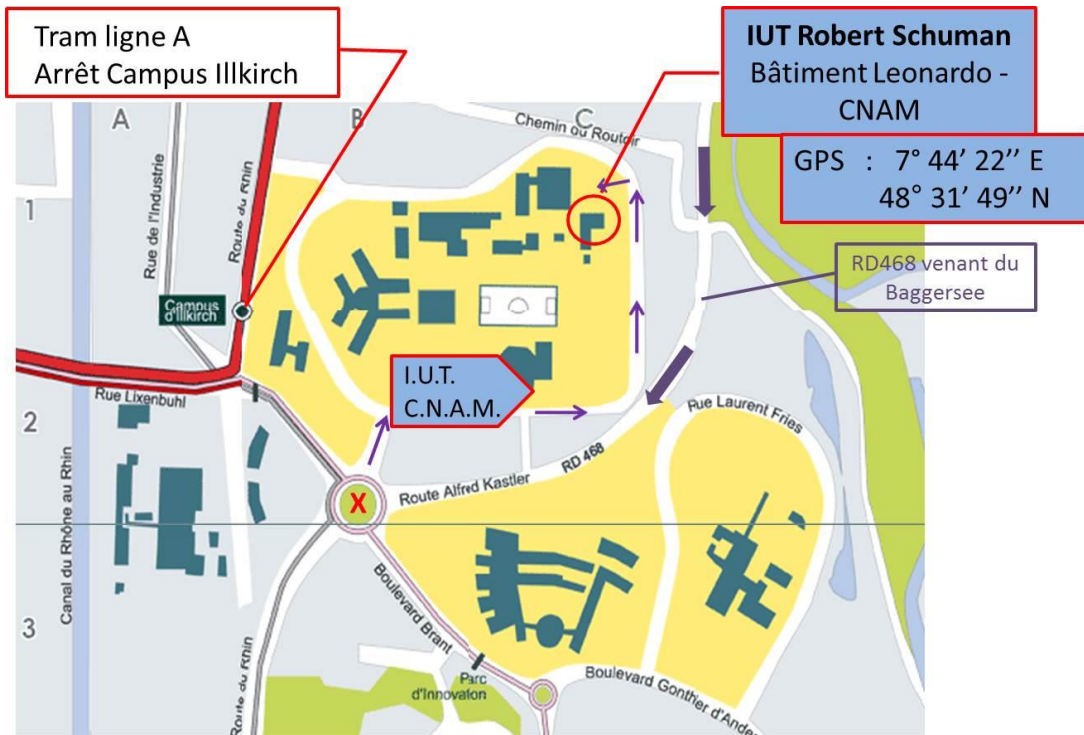 Tram ligne A
Arrêt Campus Illkirch
IUT Robert Schuman
Bâtiment Leonardo -
CNAM
GPS : 7° 44’ 22’’ E
48° 31’ 49’’ N
A
B
C
Chemin ou Routoir
1
Rue de l'Industrie
Route du Rhin
RD468 venant du
Baggersee
Campus
d'Illkirch
I.U.T.
C.N.A.M.
Rue Lixenbuhl
2
Rue Laurent Fries
RD 468
Route Alfred Kastler
X
Canal du Rhône au Rhin
Boulevard Brant
3
Parc
d'Innovation
Route du Rhin
Boulevard Gonthier d'Ander